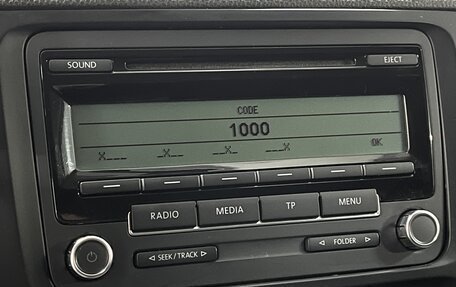 SOUND EJECT
CODE
1000
X___ _X__ __X_ ___X OK
RADIO MEDIA TP MENU
◁ SEEK / TRACK ▷ ◁ FOLDER ▷